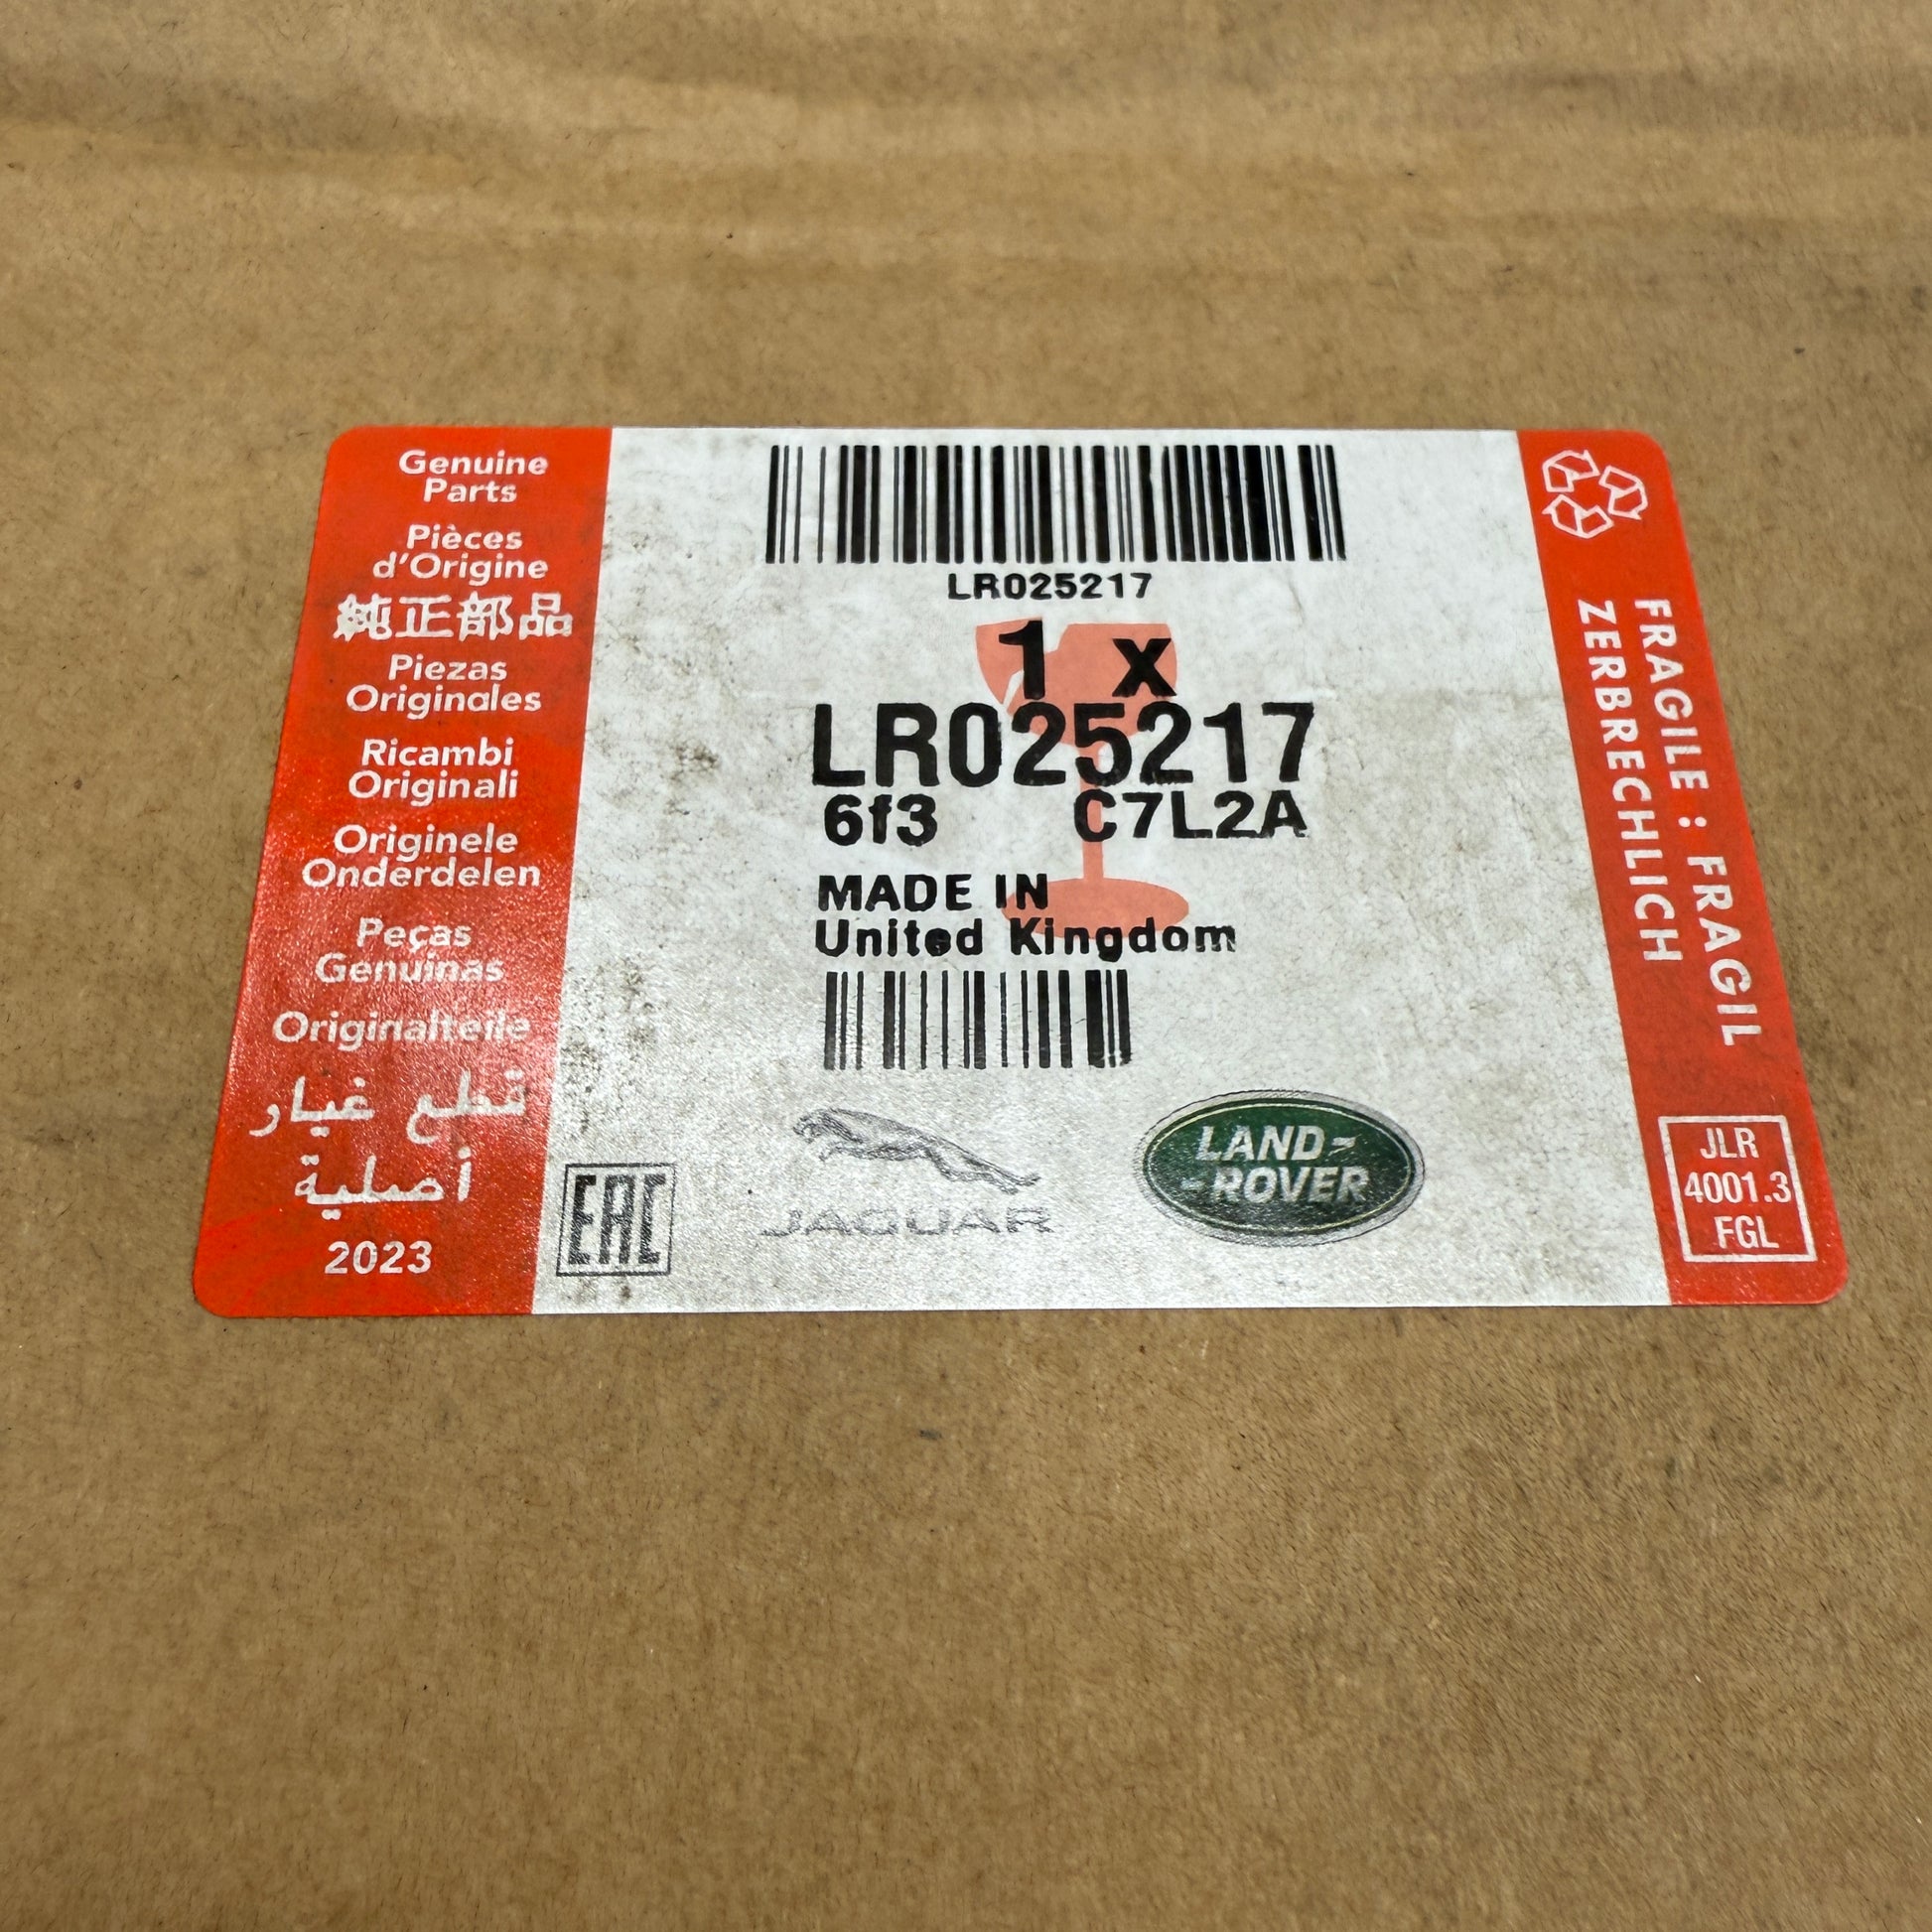 Genuine
Parts
Pièces
d'Origine
純正部品
Piezas
Originales
Ricambi
Originali
Originele
Onderdelen
Peças
Genuinas
Originalteile
قطع غيار
أصلية
2023
EAC
LR025217
1 x
LR025217
6f3 C7L2A
MADE IN
United Kingdom
JAGUAR
LAND-
-ROVER
FRAGILE : FRAGIL
ZERBRECHLICH
JLR
4001.3
FGL